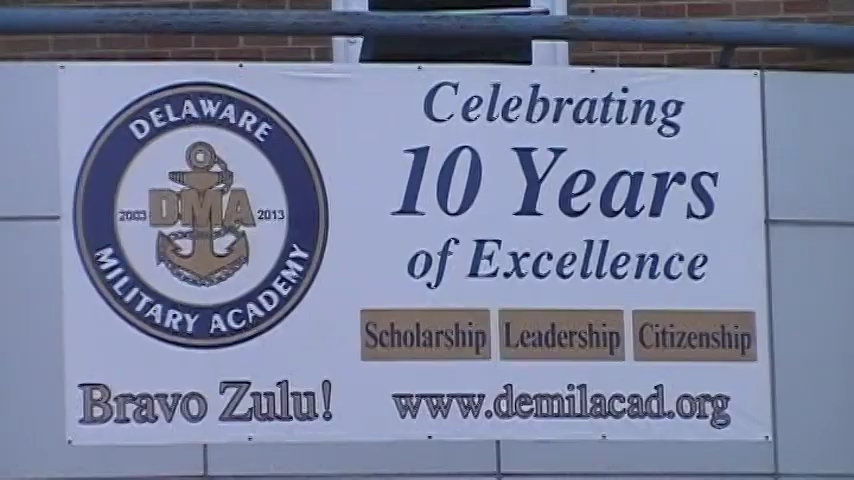 DELAWARE
DMA
2003 2013
MILITARY ACADEMY
Bravo Zulu!
Celebrating
10 Years
of Excellence
Scholarship Leadership Citizenship
www.demilacad.org